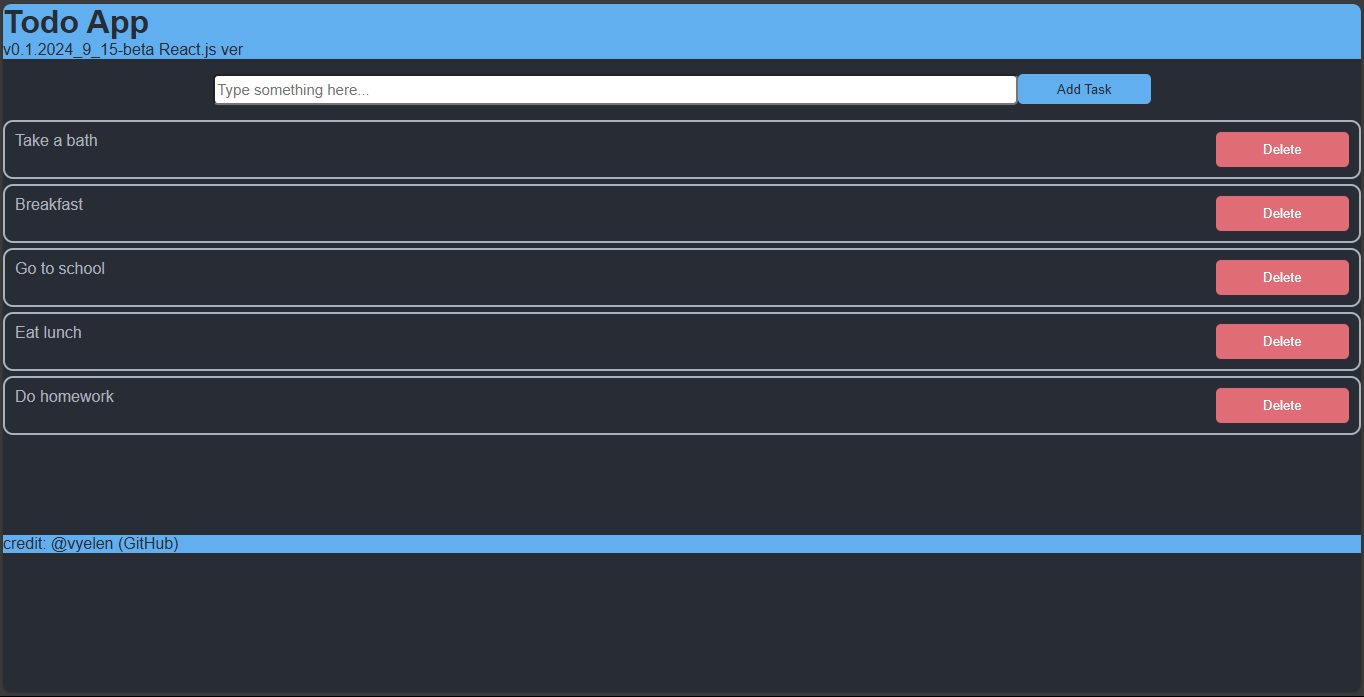 Todo App
v0.1.2024_9_15-beta React.js ver
Type something here... Add Task
Take a bath Delete
Breakfast Delete
Go to school Delete
Eat lunch Delete
Do homework Delete
credit: @vyelen (GitHub)